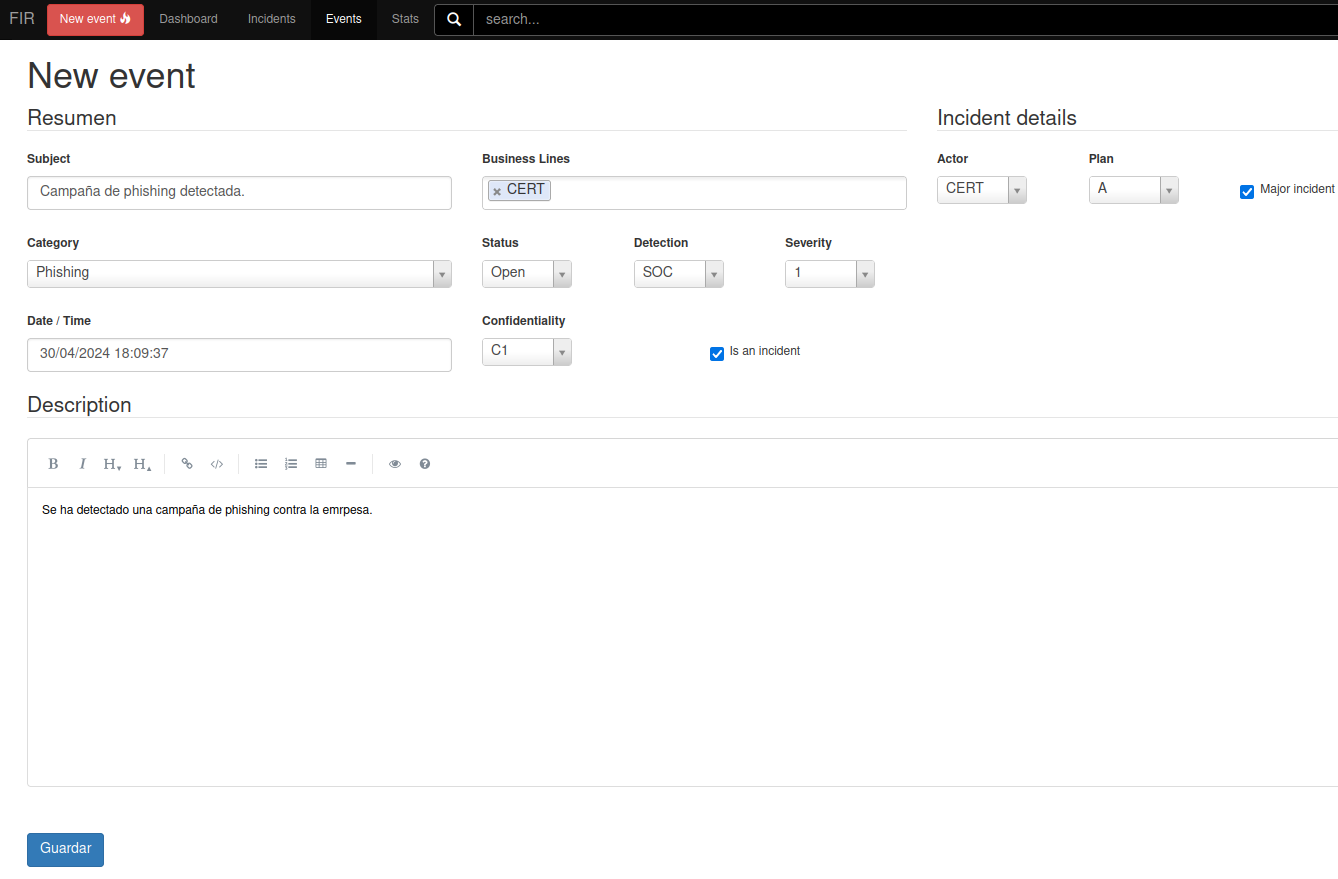 FIR New event Dashboard Incidents Events Stats search...
New event
Resumen
Incident details
Subject
Business Lines
Actor
Plan
Campaña de phishing detectada.
× CERT
CERT
A
Major incident
Category
Status
Detection
Severity
Phishing
Open
SOC
1
Date / Time
Confidentiality
30/04/2024 18:09:37
C1
Is an incident
Description
B I H H
Se ha detectado una campaña de phishing contra la emrpesa.
Guardar